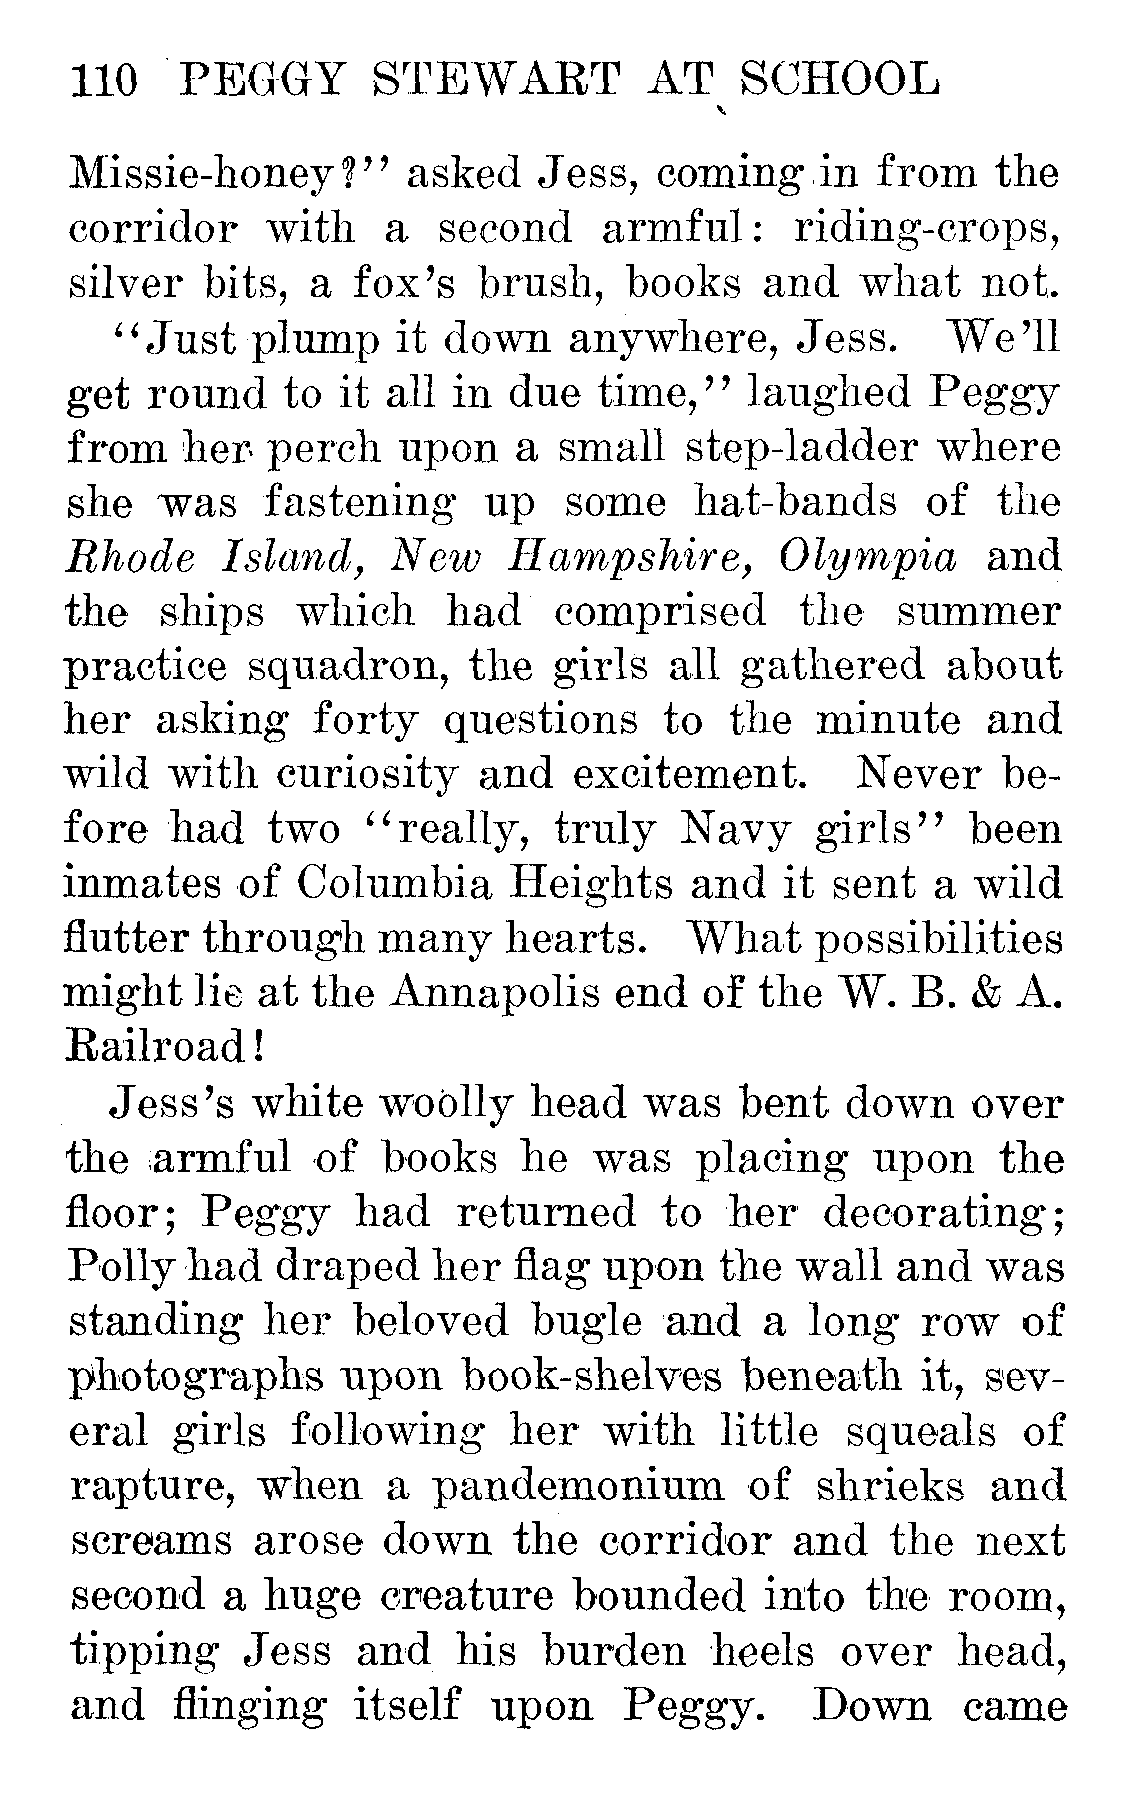 110 PEGGY STEWART AT SCHOOL
Missie-honey?" asked Jess, coming in from the
corridor with a second armful: riding-crops,
silver bits, a fox's brush, books and what not.
"Just plump it down anywhere, Jess. We'll
get round to it all in due time," laughed Peggy
from her perch upon a small step-ladder where
she was fastening up some hat-bands of the
Rhode Island, New Hampshire, Olympia and
the ships which had comprised the summer
practice squadron, the girls all gathered about
her asking forty questions to the minute and
wild with curiosity and excitement. Never be-
fore had two "really, truly Navy girls" been
inmates of Columbia Heights and it sent a wild
flutter through many hearts. What possibilities
might lie at the Annapolis end of the W. B. & A.
Railroad!
Jess's white woolly head was bent down over
the armful of books he was placing upon the
floor; Peggy had returned to her decorating;
Polly had draped her flag upon the wall and was
standing her beloved bugle and a long row of
photographs upon book-shelves beneath it, sev-
eral girls following her with little squeals of
rapture, when a pandemonium of shrieks and
screams arose down the corridor and the next
second a huge creature bounded into the room,
tipping Jess and his burden heels over head,
and flinging itself upon Peggy. Down came